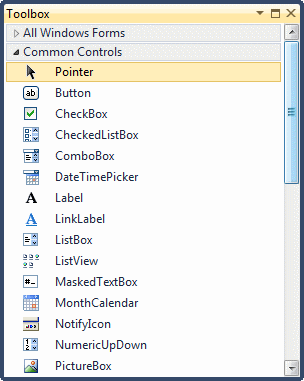 Toolbox
All Windows Forms
Common Controls
Pointer
Button
CheckBox
CheckedListBox
ComboBox
DateTimePicker
Label
LinkLabel
ListBox
ListView
MaskedTextBox
MonthCalendar
NotifyIcon
NumericUpDown
PictureBox